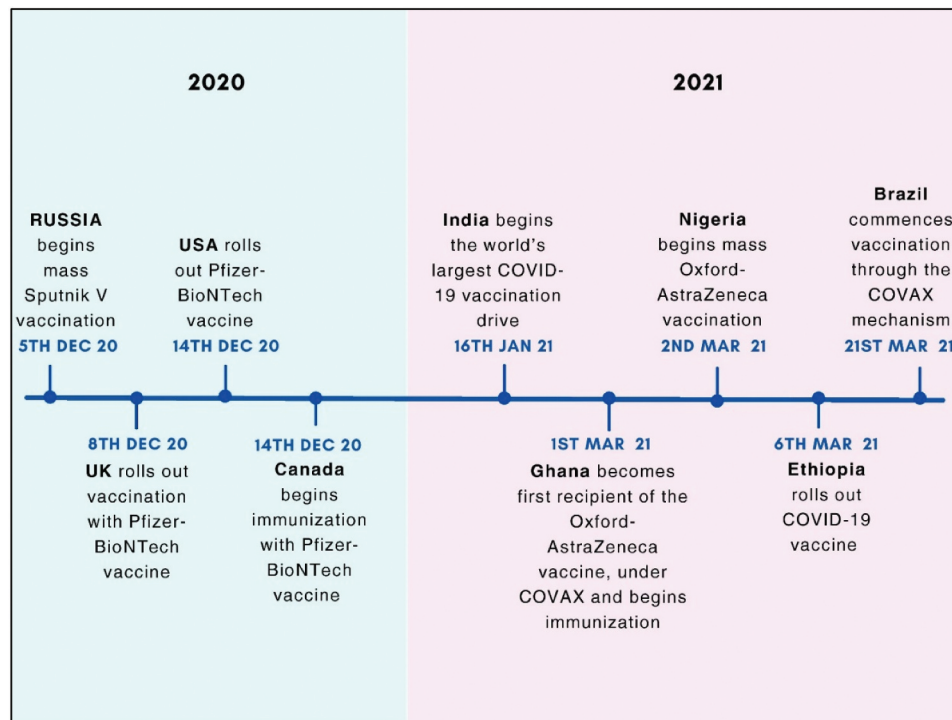 2020
2021
RUSSIA
begins
mass
Sputnik V
vaccination
5TH DEC 20
8TH DEC 20
UK rolls out
vaccination
with Pfizer-
BioNTech
vaccine
USA rolls
out Pfizer-
BioNTech
vaccine
14TH DEC 20
14TH DEC 20
Canada
begins
immunization
with Pfizer-
BioNTech
vaccine
India begins
the world's
largest COVID-
19 vaccination
drive
16TH JAN 21
1ST MAR 21
Ghana becomes
first recipient of the
Oxford-
AstraZeneca
vaccine, under
COVAX and begins
immunization
Nigeria
begins mass
Oxford-
AstraZeneca
vaccination
2ND MAR 21
6TH MAR 21
Ethiopia
rolls out
COVID-19
vaccine
Brazil
commences
vaccination
through the
COVAX
mechanism
21ST MAR 21